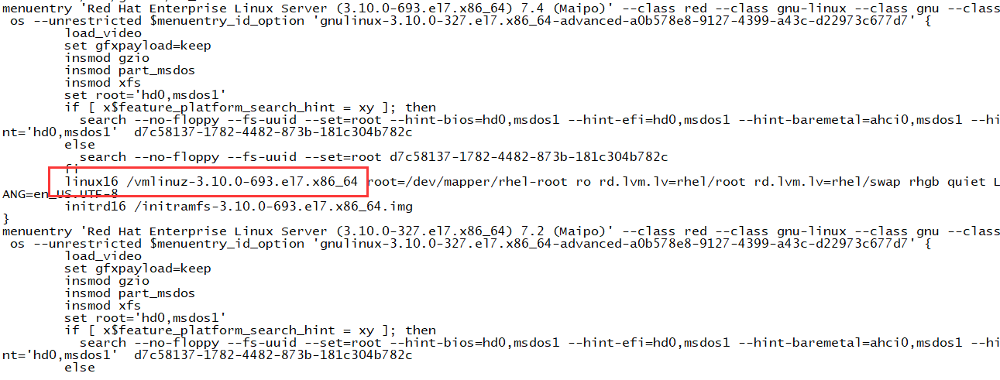 menuentry 'Red Hat Enterprise Linux Server (3.10.0-693.el7.x86_64) 7.4 (Maipo)' --class red --class gnu-linux --class gnu --class
 os --unrestricted $menuentry_id_option 'gnulinux-3.10.0-327.el7.x86_64-advanced-a0b578e8-9127-4399-a43c-d22973c677d7' {
        load_video
        set gfxpayload=keep
        insmod gzio
        insmod part_msdos
        insmod xfs
        set root='hd0,msdos1'
        if [ x$feature_platform_search_hint = xy ]; then
          search --no-floppy --fs-uuid --set=root --hint-bios=hd0,msdos1 --hint-efi=hd0,msdos1 --hint-baremetal=ahci0,msdos1 --hi
nt='hd0,msdos1'  d7c58137-1782-4482-873b-181c304b782c
        else
          search --no-floppy --fs-uuid --set=root d7c58137-1782-4482-873b-181c304b782c
        fi
        linux16 /vmlinuz-3.10.0-693.el7.x86_64 root=/dev/mapper/rhel-root ro rd.lvm.lv=rhel/root rd.lvm.lv=rhel/swap rhgb quiet L
ANG=en_US.UTF-8
        initrd16 /initramfs-3.10.0-693.el7.x86_64.img
}
menuentry 'Red Hat Enterprise Linux Server (3.10.0-327.el7.x86_64) 7.2 (Maipo)' --class red --class gnu-linux --class gnu --class
 os --unrestricted $menuentry_id_option 'gnulinux-3.10.0-327.el7.x86_64-advanced-a0b578e8-9127-4399-a43c-d22973c677d7' {
        load_video
        set gfxpayload=keep
        insmod gzio
        insmod part_msdos
        insmod xfs
        set root='hd0,msdos1'
        if [ x$feature_platform_search_hint = xy ]; then
          search --no-floppy --fs-uuid --set=root --hint-bios=hd0,msdos1 --hint-efi=hd0,msdos1 --hint-baremetal=ahci0,msdos1 --hi
nt='hd0,msdos1'  d7c58137-1782-4482-873b-181c304b782c
        else